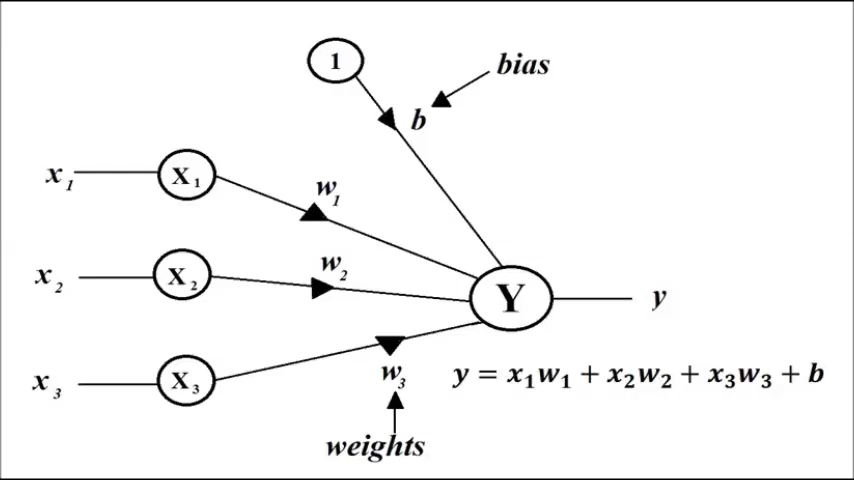 1
bias
b
x₁
X₁
w₁
x₂
X₂
w₂
Y
y
x₃
X₃
w₃
y = x₁w₁ + x₂w₂ + x₃w₃ + b
weights